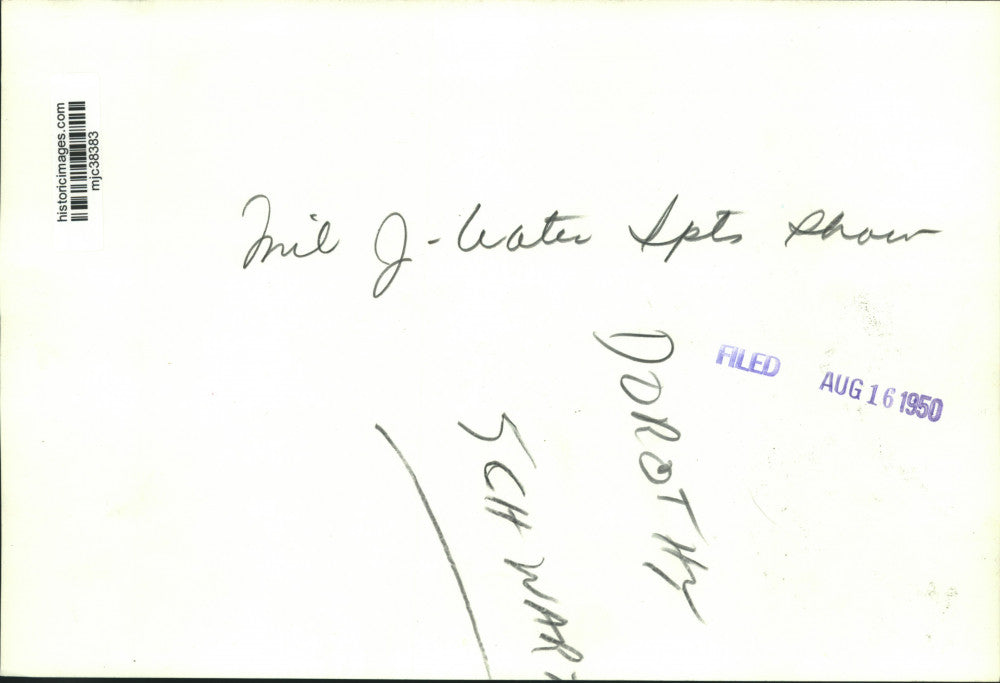 historicimages.com
mjc38383
Mil J-Water Spts Show
DOROTHY
SCHWAR
FILED AUG 16 1950